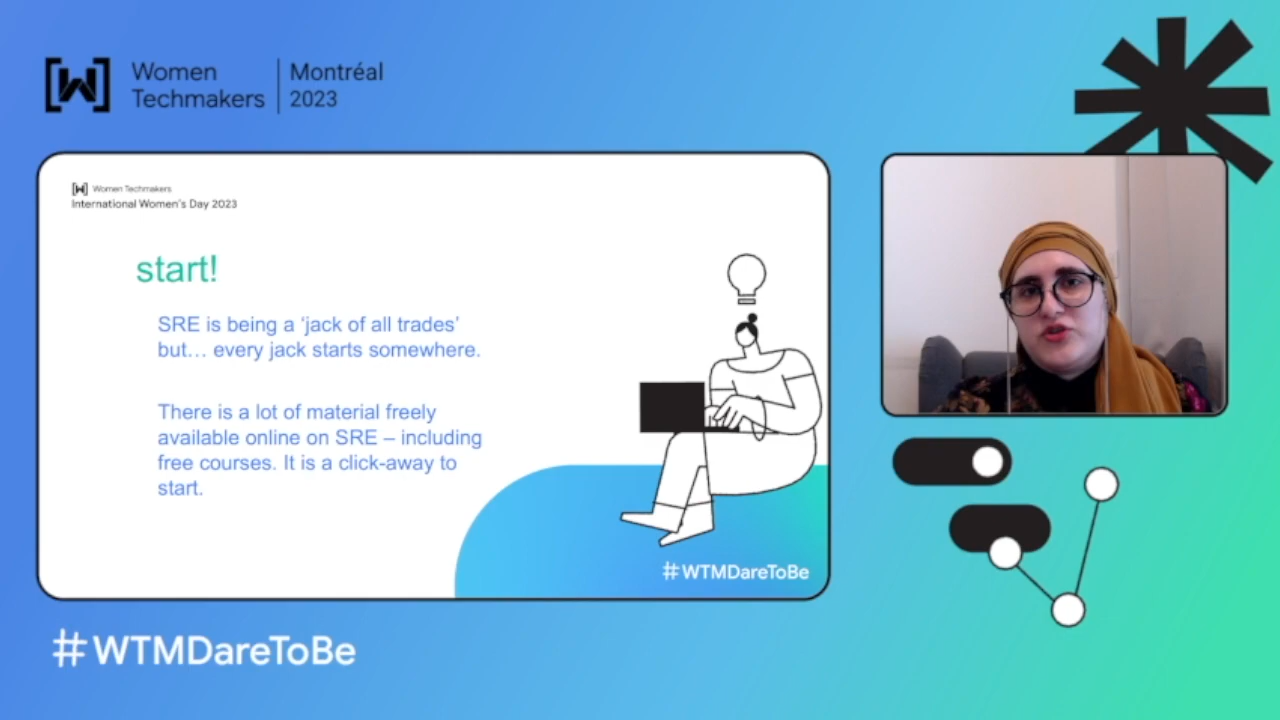 Women
Techmakers
Montréal
2023
Women Techmakers
International Women's Day 2023
start!
SRE is being a ‘jack of all trades’
but… every jack starts somewhere.
There is a lot of material freely
available online on SRE – including
free courses. It is a click-away to
start.
#WTMDareToBe
#WTMDareToBe